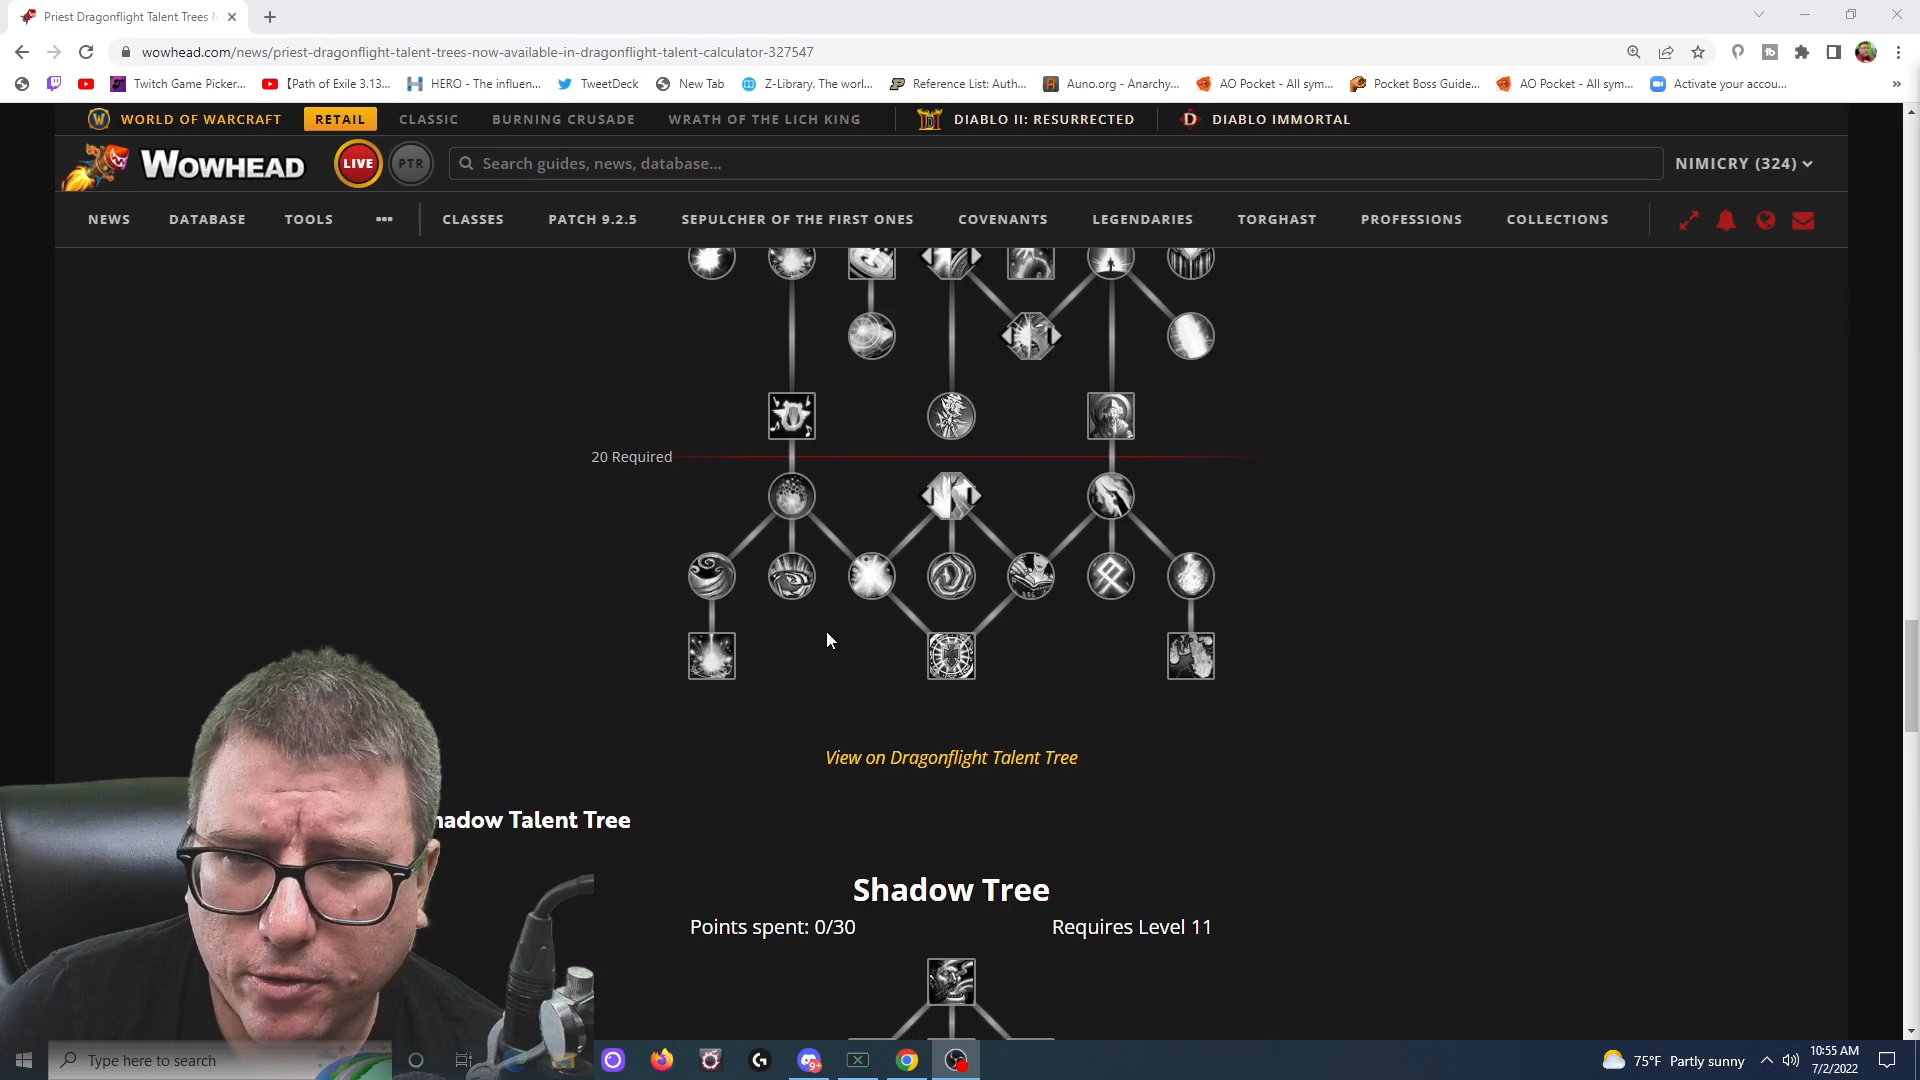 Priest Dragonflight Talent Trees N
wowhead.com/news/priest-dragonflight-talent-trees-now-available-in-dragonflight-talent-calculator-327547
Twitch Game Picker...
【Path of Exile 3.13...
HERO - The influen...
TweetDeck
New Tab
Z-Library. The worl...
Reference List: Auth...
Auno.org - Anarchy...
AO Pocket - All sym...
Pocket Boss Guide...
AO Pocket - All sym...
Activate your accou...
»
WORLD OF WARCRAFT
RETAIL
CLASSIC
BURNING CRUSADE
WRATH OF THE LICH KING
DIABLO II: RESURRECTED
DIABLO IMMORTAL
WOWHEAD
LIVE
PTR
Search guides, news, database...
NIMICRY (324)
NEWS
DATABASE
TOOLS
CLASSES
PATCH 9.2.5
SEPULCHER OF THE FIRST ONES
COVENANTS
LEGENDARIES
TORGHAST
PROFESSIONS
COLLECTIONS
20 Required
View on Dragonflight Talent Tree
hadow Talent Tree
Shadow Tree
Points spent: 0/30
Requires Level 11
Type here to search
9+
75°F Partly sunny
10:55 AM
7/2/2022